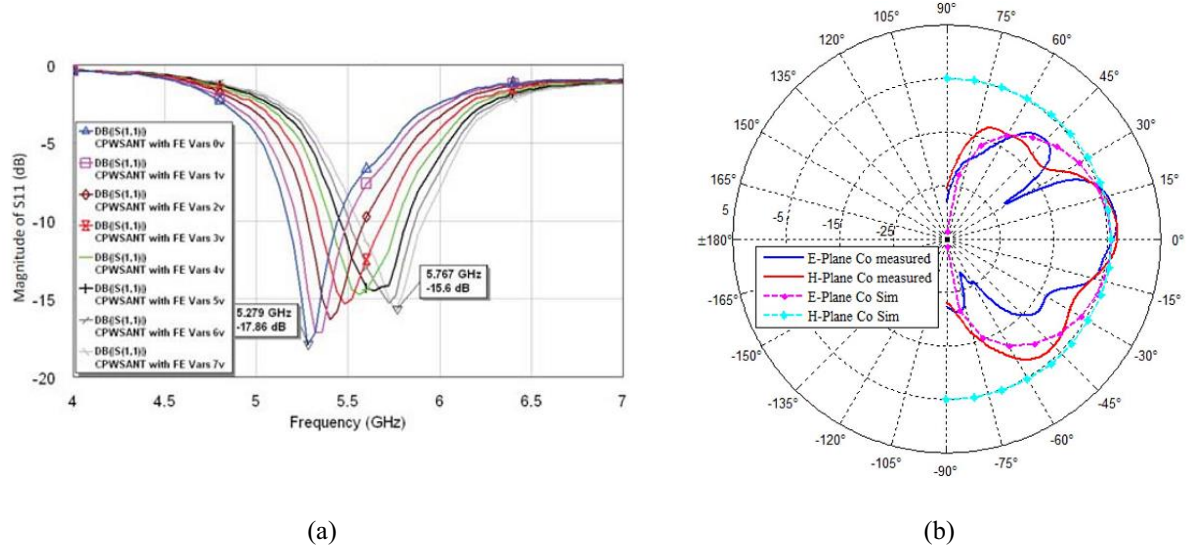 0
-5
-10
-15
-20
Magnitude of S11 (dB)
DB(|S(1,1)|)
CPWSANT with FE Vars 0v
DB(|S(1,1)|)
CPWSANT with FE Vars 1v
DB(|S(1,1)|)
CPWSANT with FE Vars 2v
DB(|S(1,1)|)
CPWSANT with FE Vars 3v
DB(|S(1,1)|)
CPWSANT with FE Vars 4v
DB(|S(1,1)|)
CPWSANT with FE Vars 5v
DB(|S(1,1)|)
CPWSANT with FE Vars 6v
DB(|S(1,1)|)
CPWSANT with FE Vars 7v
5.279 GHz
-17.86 dB
5.767 GHz
-15.6 dB
4
4.5
5
5.5
6
6.5
7
Frequency (GHz)
(a)
90°
105°
75°
120°
60°
135°
45°
150°
30°
165°
15°
5
-5
-15
-25
±180°
0°
E-Plane Co measured
H-Plane Co measured
E-Plane Co Sim
H-Plane Co Sim
-165°
-15°
-150°
-30°
-135°
-45°
-120°
-60°
-105°
-75°
-90°
(b)